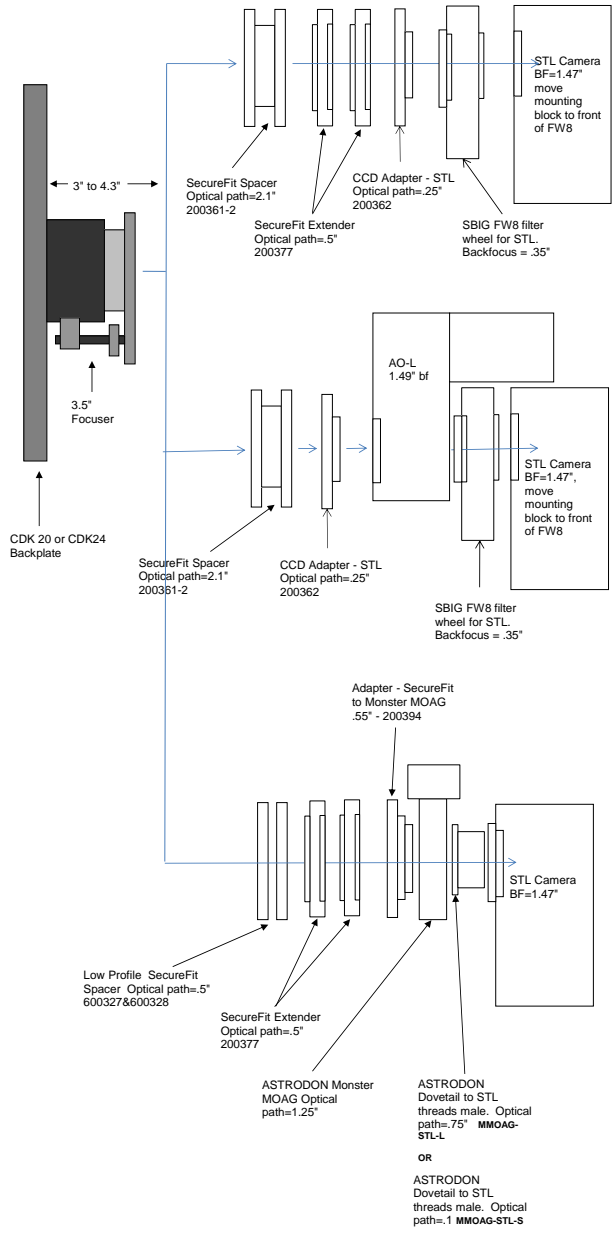 STL Camera
BF=1.47"
move
mounting
block to front
of FW8
3" to 4.3"
SecureFit Spacer
Optical path=2.1"
200361-2
CCD Adapter - STL
Optical path=.25"
200362
SecureFit Extender
Optical path=.5"
200377
SBIG FW8 filter
wheel for STL.
Backfocus = .35"
3.5"
Focuser
CDK 20 or CDK24
Backplate
AO-L
1.49" bf
STL Camera
BF=1.47",
move
mounting
block to front
of FW8
SecureFit Spacer
Optical path=2.1"
200361-2
CCD Adapter - STL
Optical path=.25"
200362
SBIG FW8 filter
wheel for STL.
Backfocus = .35"
Adapter - SecureFit
to Monster MOAG
.55" - 200394
STL Camera
BF=1.47"
Low Profile SecureFit
Spacer Optical path=.5"
600327&600328
SecureFit Extender
Optical path=.5"
200377
ASTRODON Monster
MOAG Optical
path=1.25"
ASTRODON
Dovetail to STL
threads male. Optical
path=.75" MMOAG-
STL-L
OR
ASTRODON
Dovetail to STL
threads male. Optical
path=.1 MMOAG-STL-S